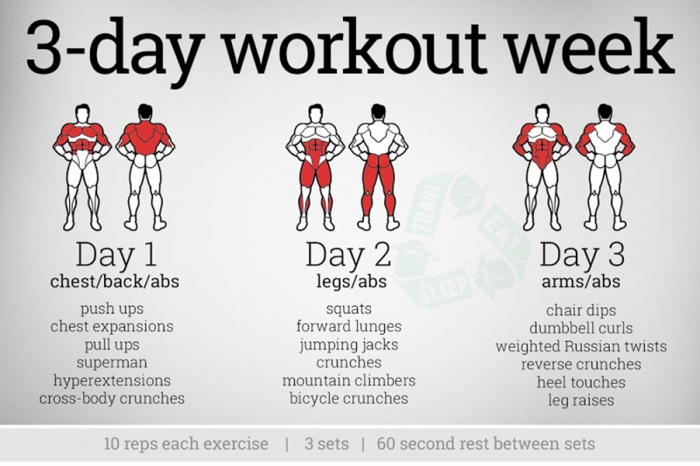 3-day workout week
Day 1
chest/back/abs
push ups
chest expansions
pull ups
superman
hyperextensions
cross-body crunches
Day 2
legs/abs
squats
forward lunges
jumping jacks
crunches
mountain climbers
bicycle crunches
Day 3
arms/abs
chair dips
dumbbell curls
weighted Russian twists
reverse crunches
heel touches
leg raises
TRAIN
EAT
SLEEP
10 reps each exercise | 3 sets | 60 second rest between sets